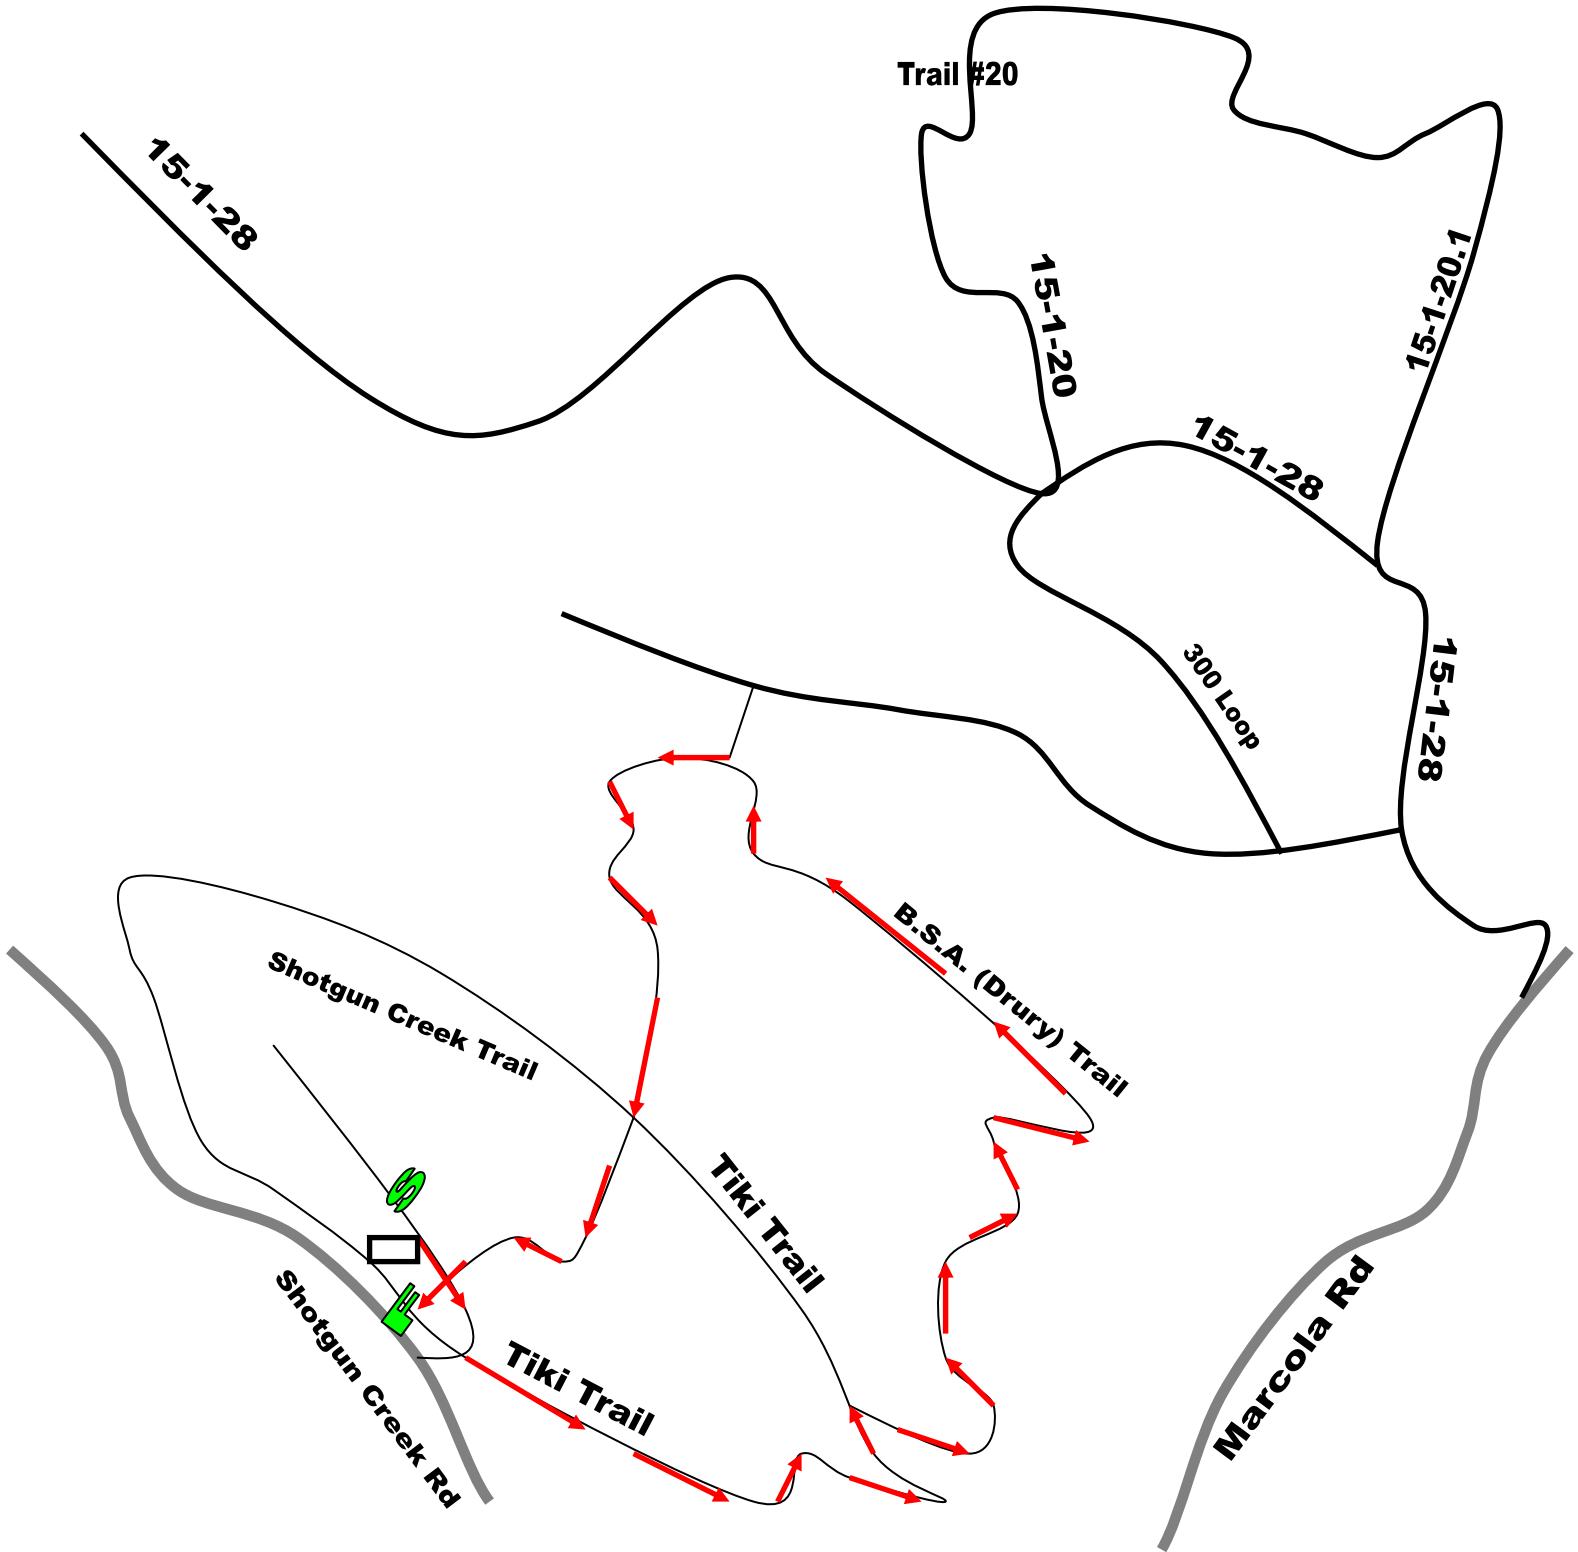 Trail #20
15-1-28
15-1-20
15-1-20.1
15-1-28
300 Loop
15-1-28
B.S.A. (Drury) Trail
Shotgun Creek Trail
Tiki Trail
S
F
Tiki Trail
Shotgun Creek Rd
Marcola Rd